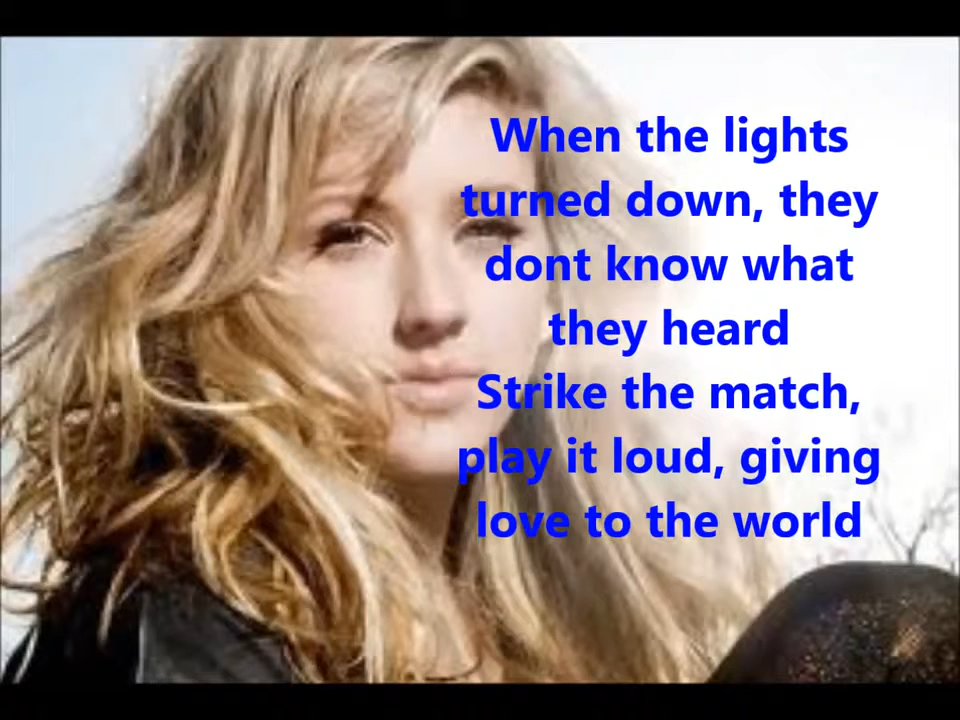 When the lights
turned down, they
dont know what
they heard
Strike the match,
play it loud, giving
love to the world